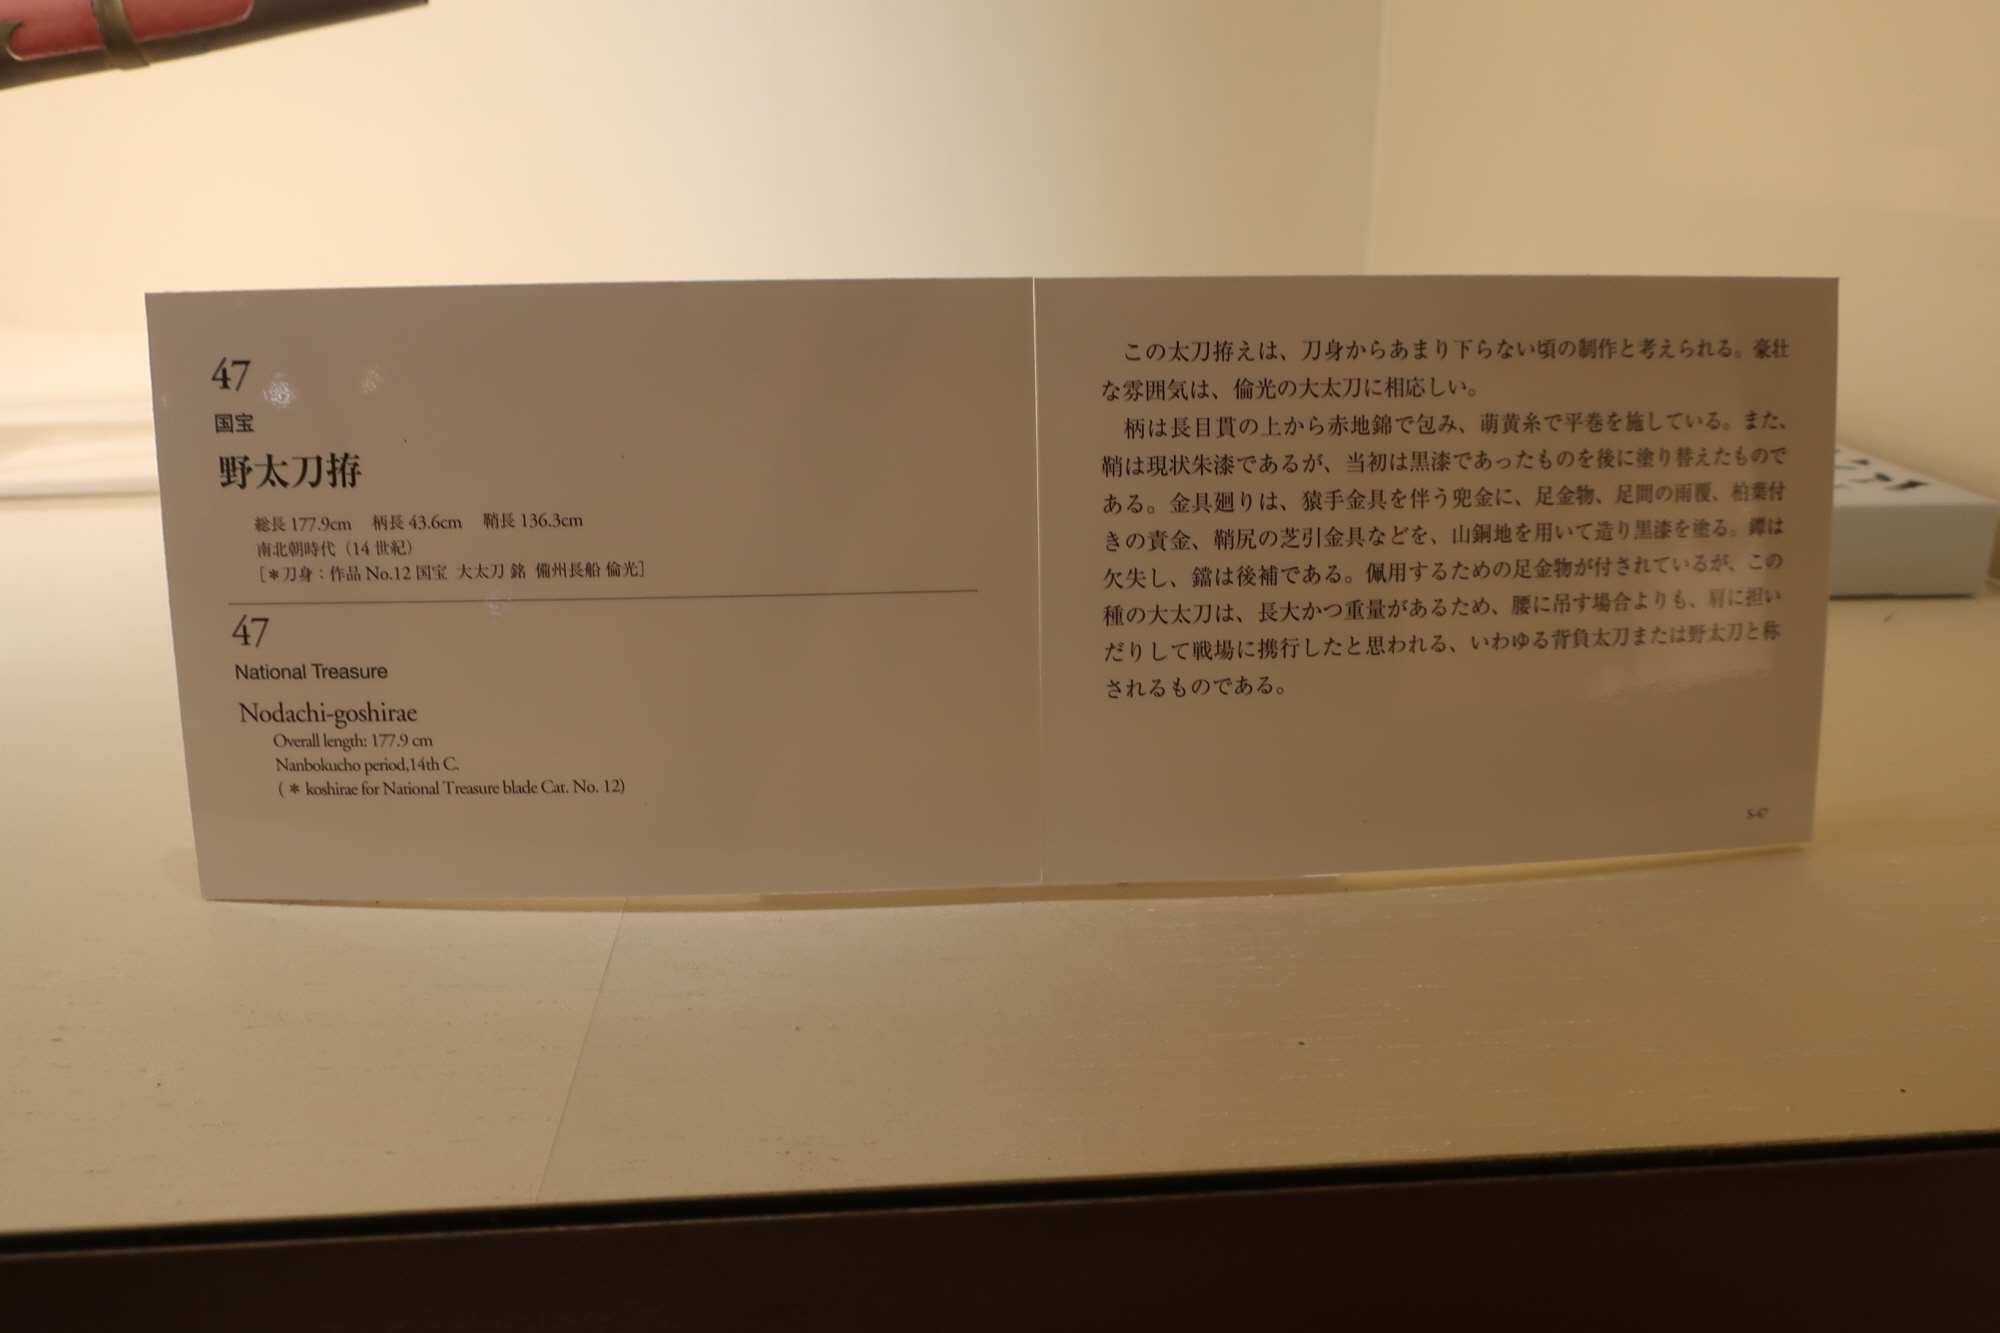 47
国宝
野太刀拵
総長 177.9cm 柄長 43.6cm 鞘長 136.3cm
南北朝時代（14 世紀）
［＊刀身：作品 No.12 国宝 大太刀 銘 備州長船 倫光］
47
National Treasure
Nodachi-goshirae
Overall length: 177.9 cm
Nanbokucho period,14th C.
( ＊ koshirae for National Treasure blade Cat. No. 12)
この太刀拵えは、刀身からあまり下らない頃の制作と考えられる。豪壮
な雰囲気は、倫光の大太刀に相応しい。
柄は長目貫の上から赤地錦で包み、萌黄糸で平巻を施している。また、
鞘は現状朱漆であるが、当初は黒漆であったものを後に塗り替えたもので
ある。金具廻りは、猿手金具を伴う兜金に、足金物、足間の雨覆、柏葉付
きの責金、鞘尻の芝引金具などを、山銅地を用いて造り黒漆を塗る。鐔は
欠失し、鐺は後補である。佩用するための足金物が付されているが、この
種の大太刀は、長大かつ重量があるため、腰に吊す場合よりも、肩に担い
だりして戦場に携行したと思われる、いわゆる背負太刀または野太刀と称
されるものである。
S-47